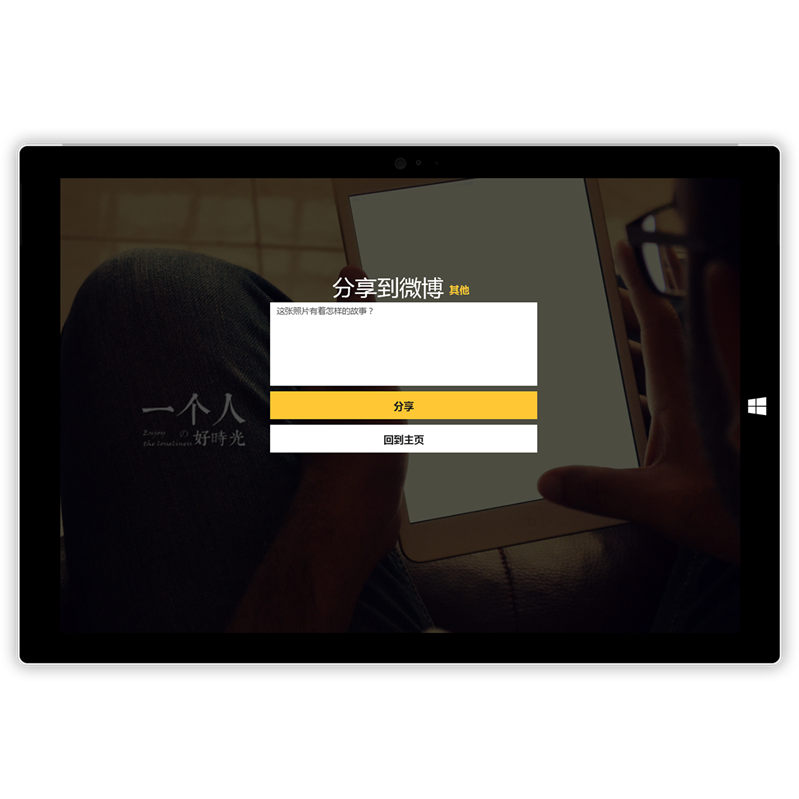 分享到微博 其他
这张照片有着怎样的故事？
分享
回到主页
一个人
Enjoy の
the loneliness 好時光